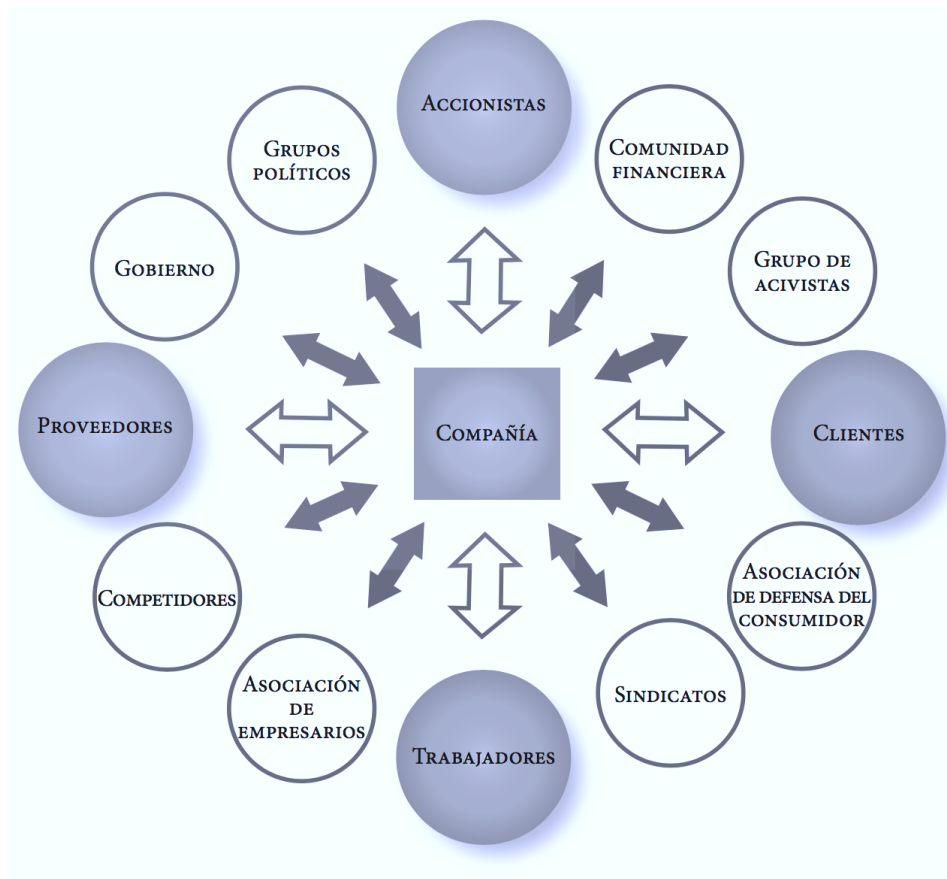 Accionistas
Grupos
políticos
Comunidad
financiera
Gobierno
Grupo de
acivistas
Proveedores
Compañía
Clientes
Competidores
Asociación
de defensa del
consumidor
Asociación
de
empresarios
Sindicatos
Trabajadores